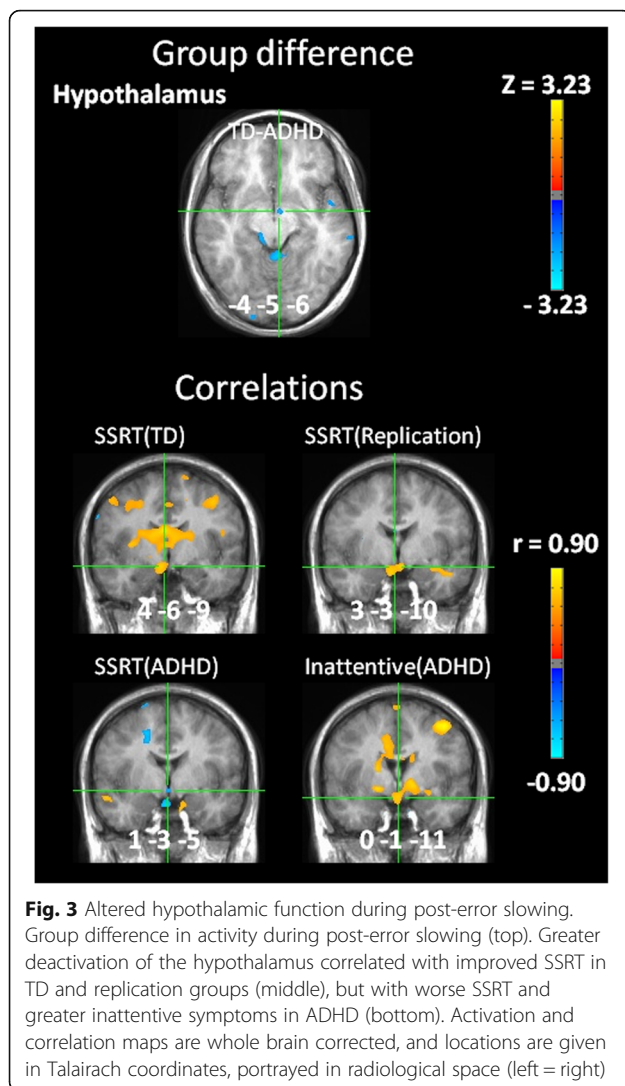 Group difference
Hypothalamus
Z = 3.23
TD-ADHD
-4 -5 -6
- 3.23
Correlations
SSRT(TD)
SSRT(Replication)
4 -6 -9
3 -3 -10
r = 0.90
SSRT(ADHD)
Inattentive(ADHD)
1 -3 -5
0 -1 -11
-0.90
Fig. 3 Altered hypothalamic function during post-error slowing.
Group difference in activity during post-error slowing (top). Greater
deactivation of the hypothalamus correlated with improved SSRT in
TD and replication groups (middle), but with worse SSRT and
greater inattentive symptoms in ADHD (bottom). Activation and
correlation maps are whole brain corrected, and locations are given
in Talairach coordinates, portrayed in radiological space (left = right)